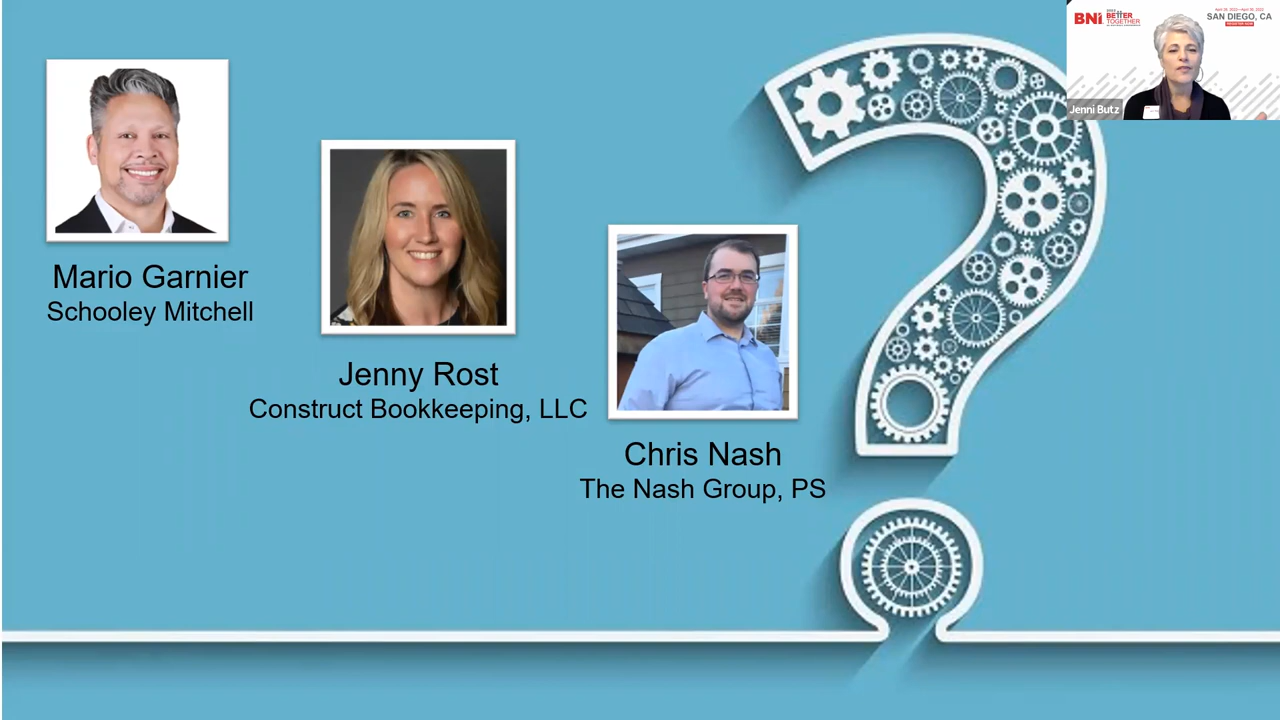 Mario Garnier
Schooley Mitchell
Jenny Rost
Construct Bookkeeping, LLC
Chris Nash
The Nash Group, PS
BNI
BETTER
TOGETHER
SAN DIEGO, CA
Jenni Butz